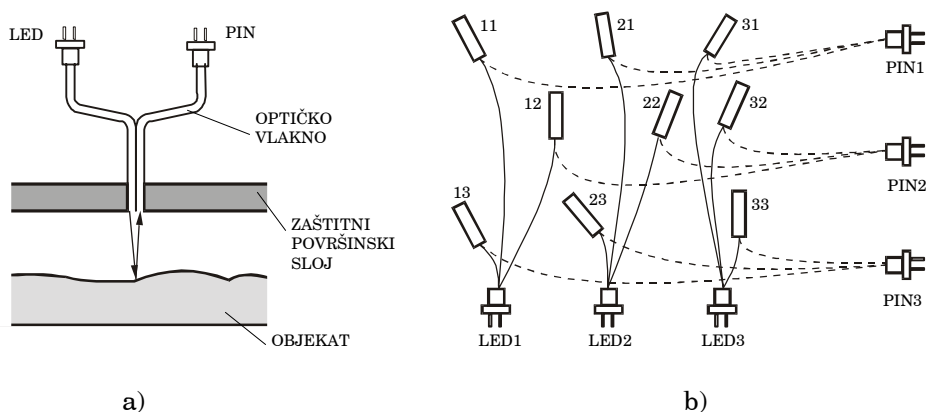 LED
PIN
OPTIČKO
VLAKNO
ZAŠTITNI
POVRŠINSKI
SLOJ
OBJEKAT
a)
11
21
31
PIN1
12
22
32
PIN2
13
23
33
PIN3
LED1
LED2
LED3
b)